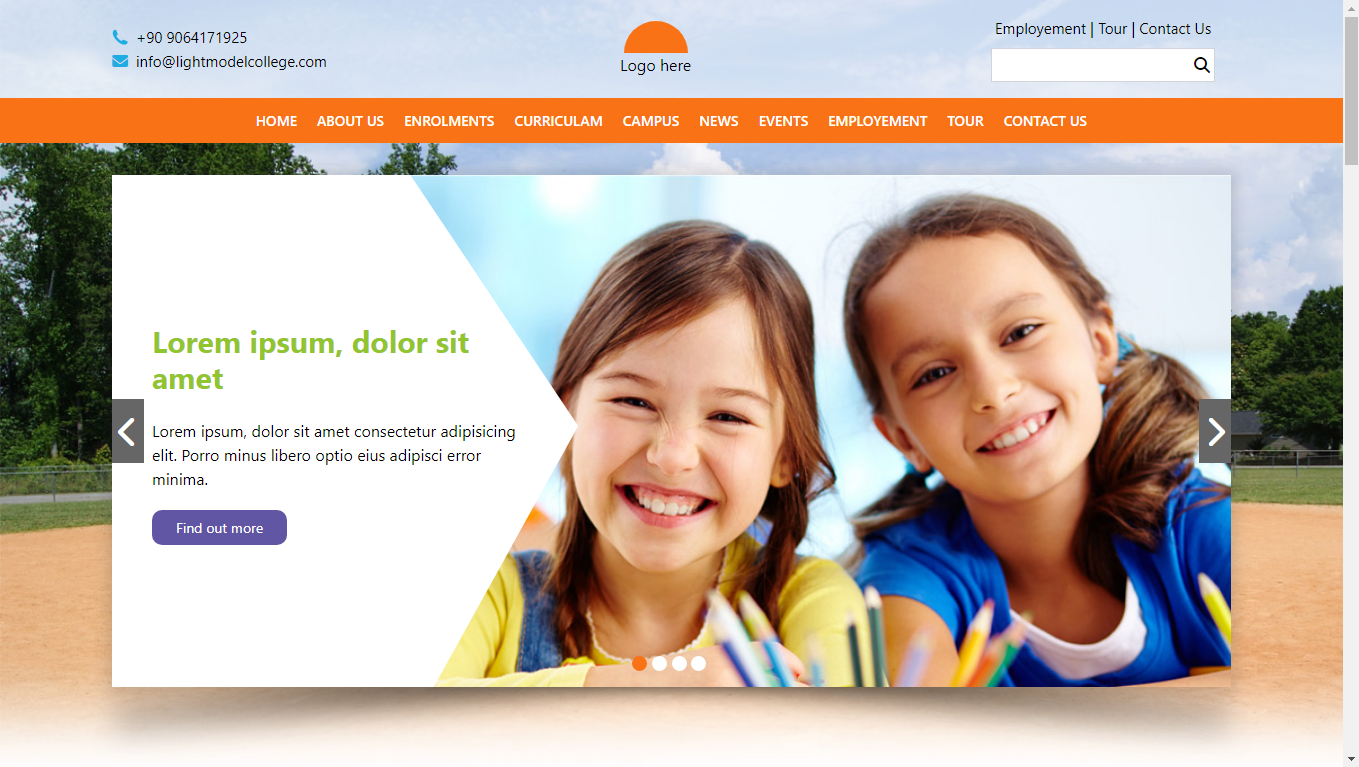 +90 9064171925
info@lightmodelcollege.com
Logo here
Employement | Tour | Contact Us
HOME ABOUT US ENROLMENTS CURRICULAM CAMPUS NEWS EVENTS EMPLOYEMENT TOUR CONTACT US
Lorem ipsum, dolor sit
amet
Lorem ipsum, dolor sit amet consectetur adipisicing
elit. Porro minus libero optio eius adipisci error
minima.
Find out more